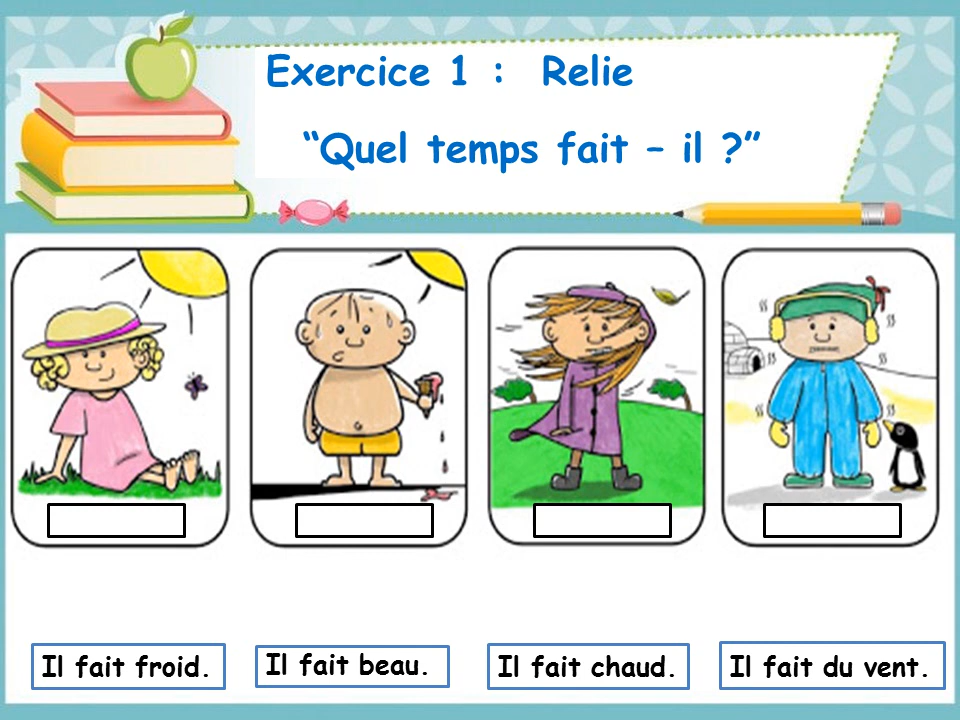 Exercice 1 : Relie
“Quel temps fait – il ?”
Il fait froid.
Il fait beau.
Il fait chaud.
Il fait du vent.